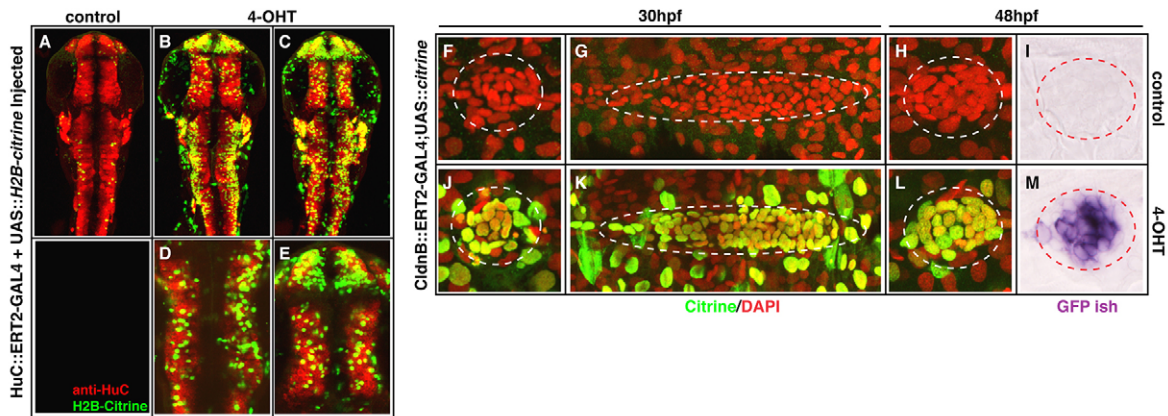 control
4-OHT
HuC::ERT2-GAL4 + UAS::H2B-citrine Injected
A
B
C
D
E
anti-HuC
H2B-Citrine
30hpf
48hpf
CldnB::ERT2-GAL4;UAS::citrine
F
G
H
I
control
J
K
L
M
4-OHT
Citrine/DAPI
GFP ish